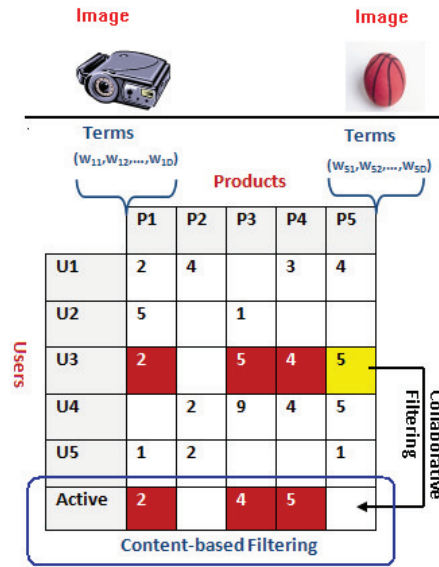 Image Image
Terms Terms
(w11,w12,...,w1D) (w51,w52,...,w5D)
Products
P1 P2 P3 P4 P5
U1 2 4 3 4
U2 5 1
U3 2 5 4 5
U4 2 9 4 5
U5 1 2 1
Active 2 4 5
Users
Collaborative
Filtering
Content-based Filtering